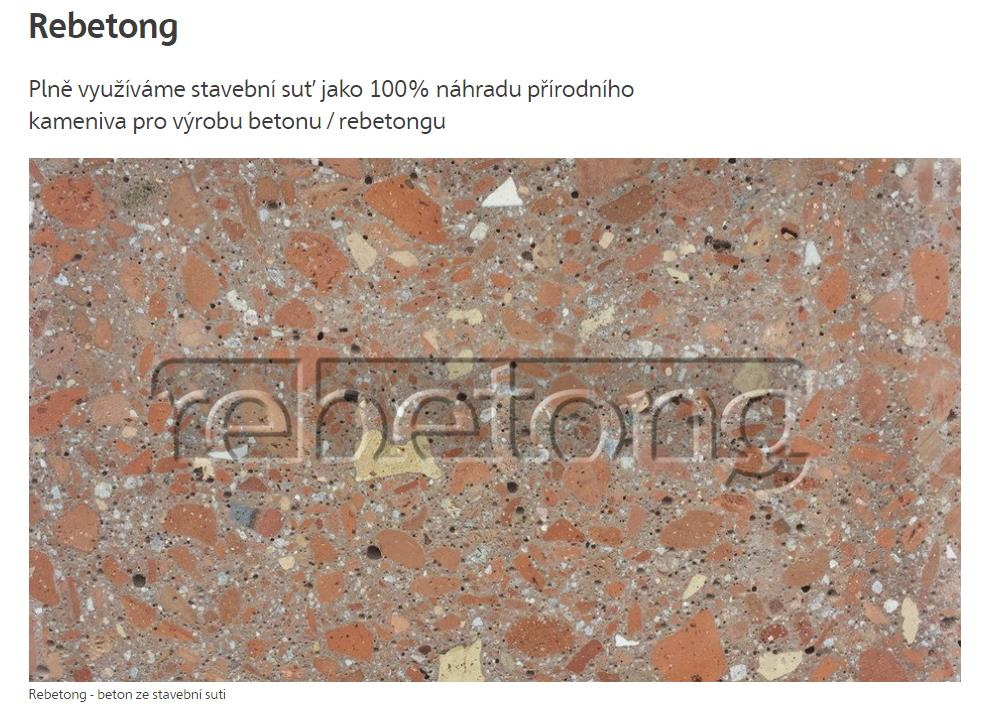 Rebetong
Plně využíváme stavební suť jako 100% náhradu přírodního
kameniva pro výrobu betonu / rebetongu
rebetong
Rebetong - beton ze stavební suti